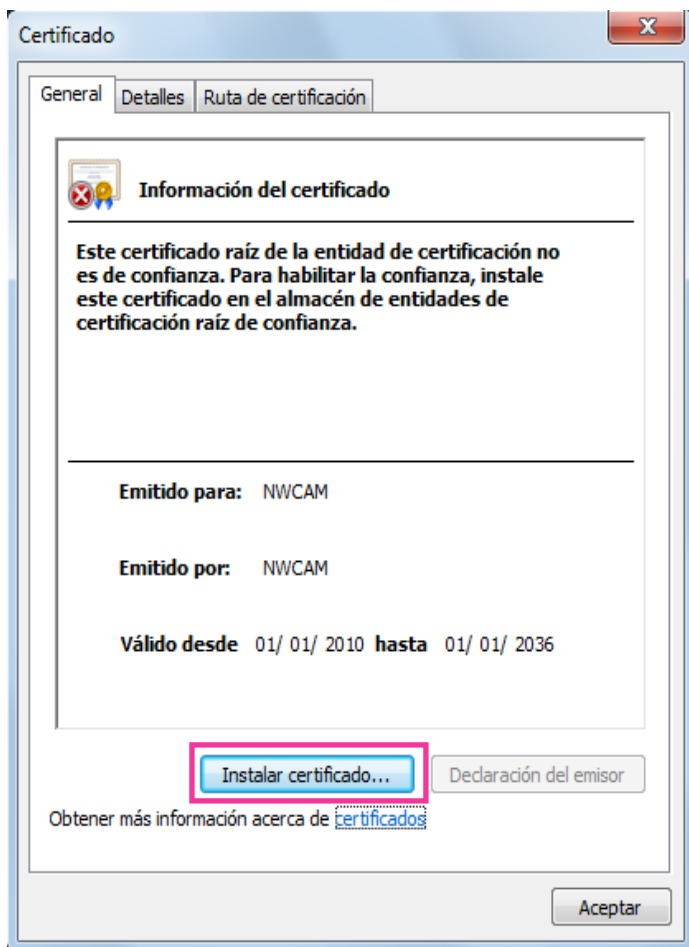 Certificado
General Detalles Ruta de certificación
Información del certificado
Este certificado raíz de la entidad de certificación no
es de confianza. Para habilitar la confianza, instale
este certificado en el almacén de entidades de
certificación raíz de confianza.
Emitido para: NWCAM
Emitido por: NWCAM
Válido desde 01/ 01/ 2010 hasta 01/ 01/ 2036
Instalar certificado... Declaración del emisor
Obtener más información acerca de certificados
Aceptar